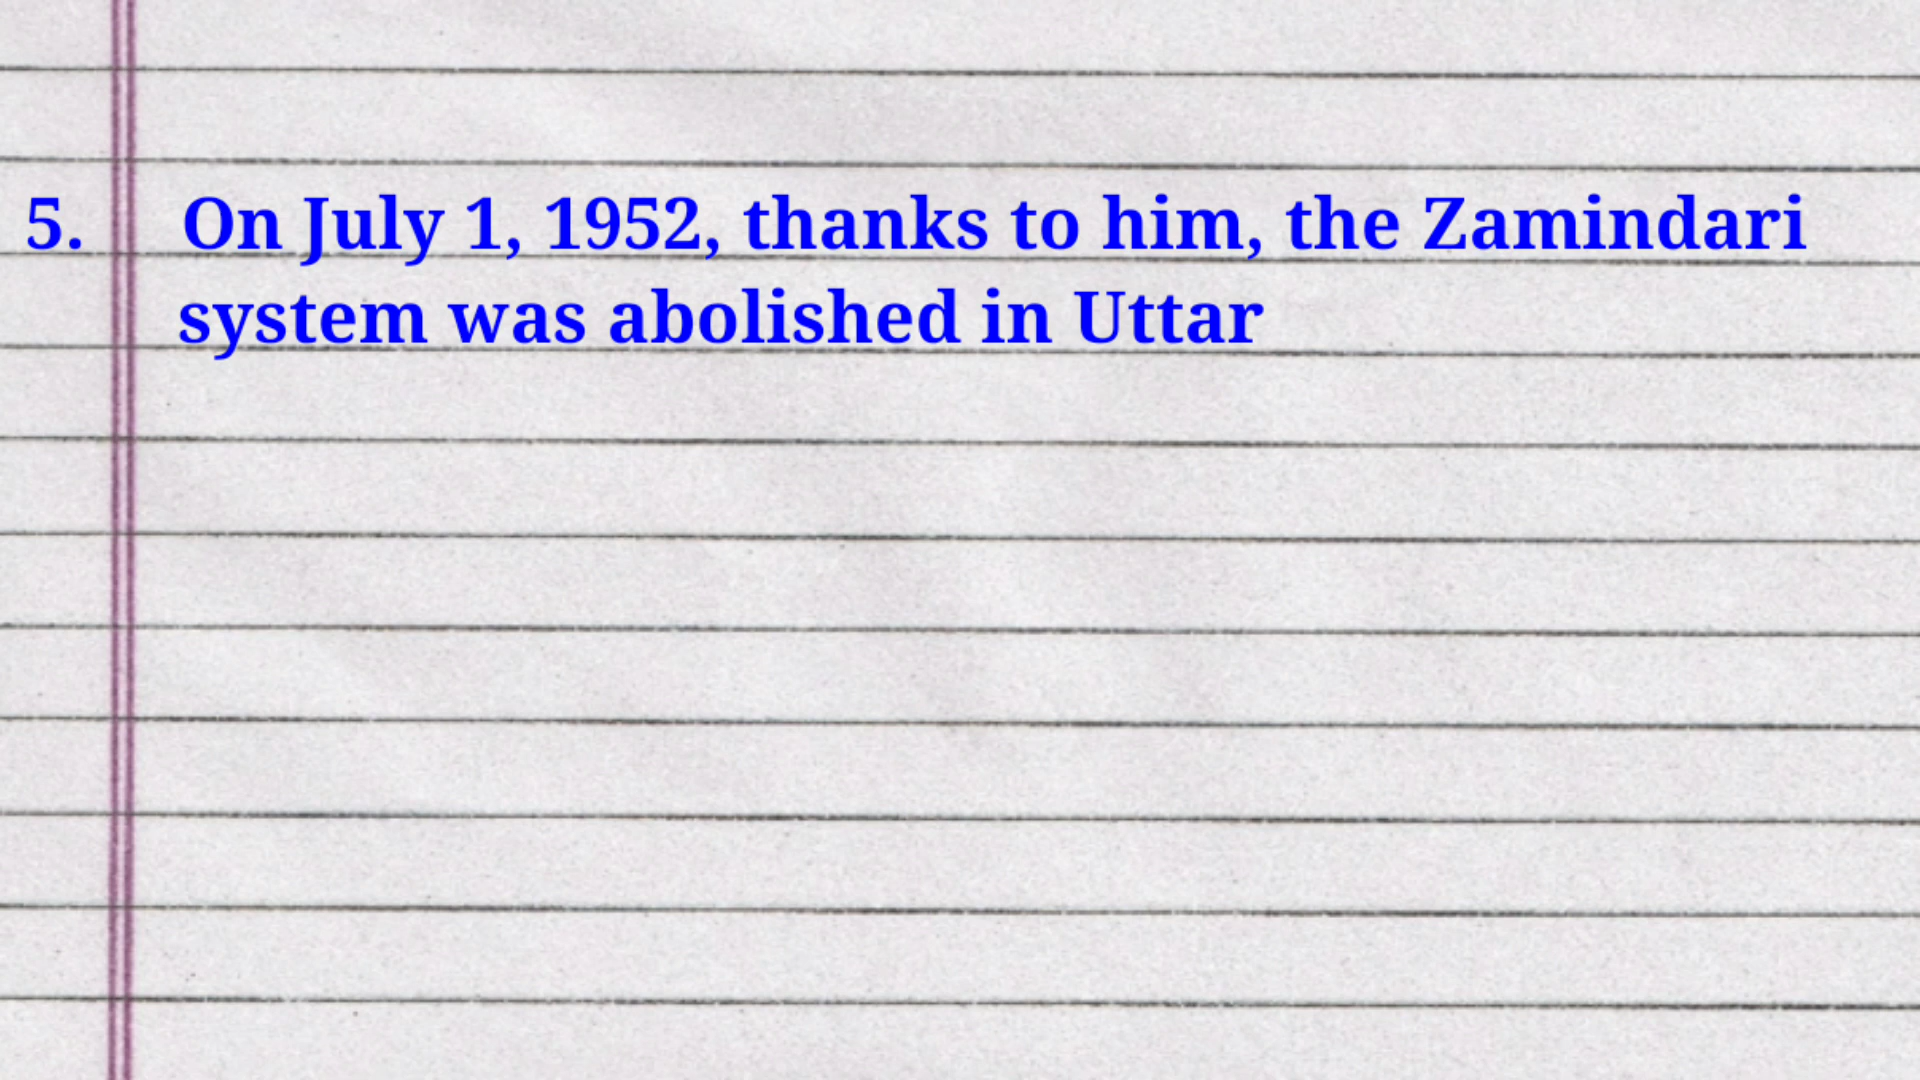 5. On July 1, 1952, thanks to him, the Zamindari
system was abolished in Uttar